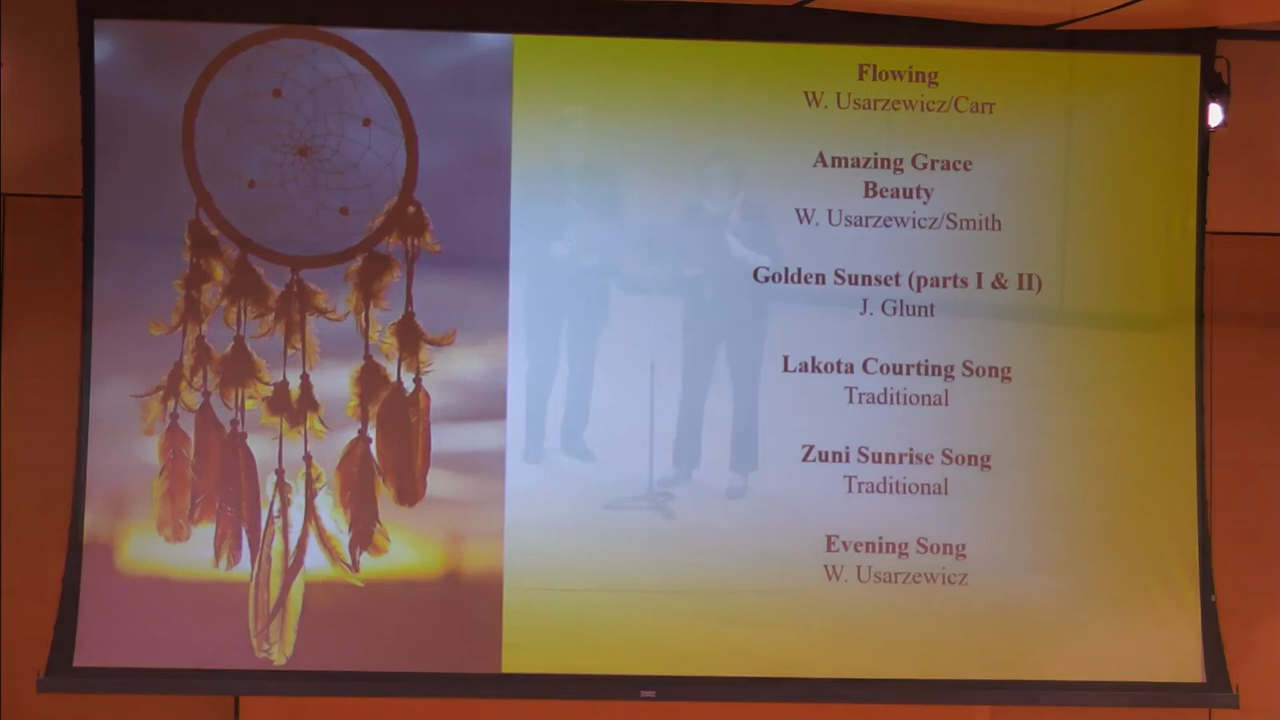 Flowing
W. Usarzewicz/Carr
Amazing Grace
Beauty
W. Usarzewicz/Smith
Golden Sunset (parts I & II)
J. Glunt
Lakota Courting Song
Traditional
Zuni Sunrise Song
Traditional
Evening Song
W. Usarzewicz